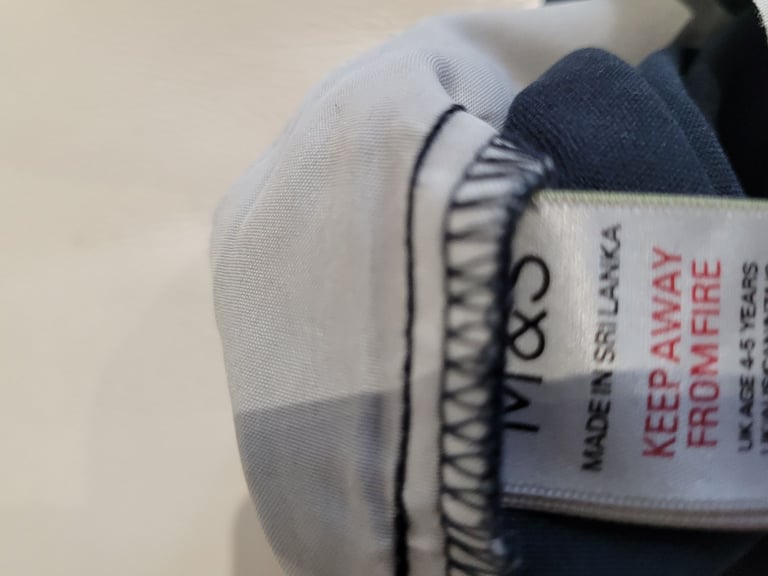 M&S
MADE IN SRI LANKA
KEEP AWAY
FROM FIRE
UK AGE 4-5 YEARS